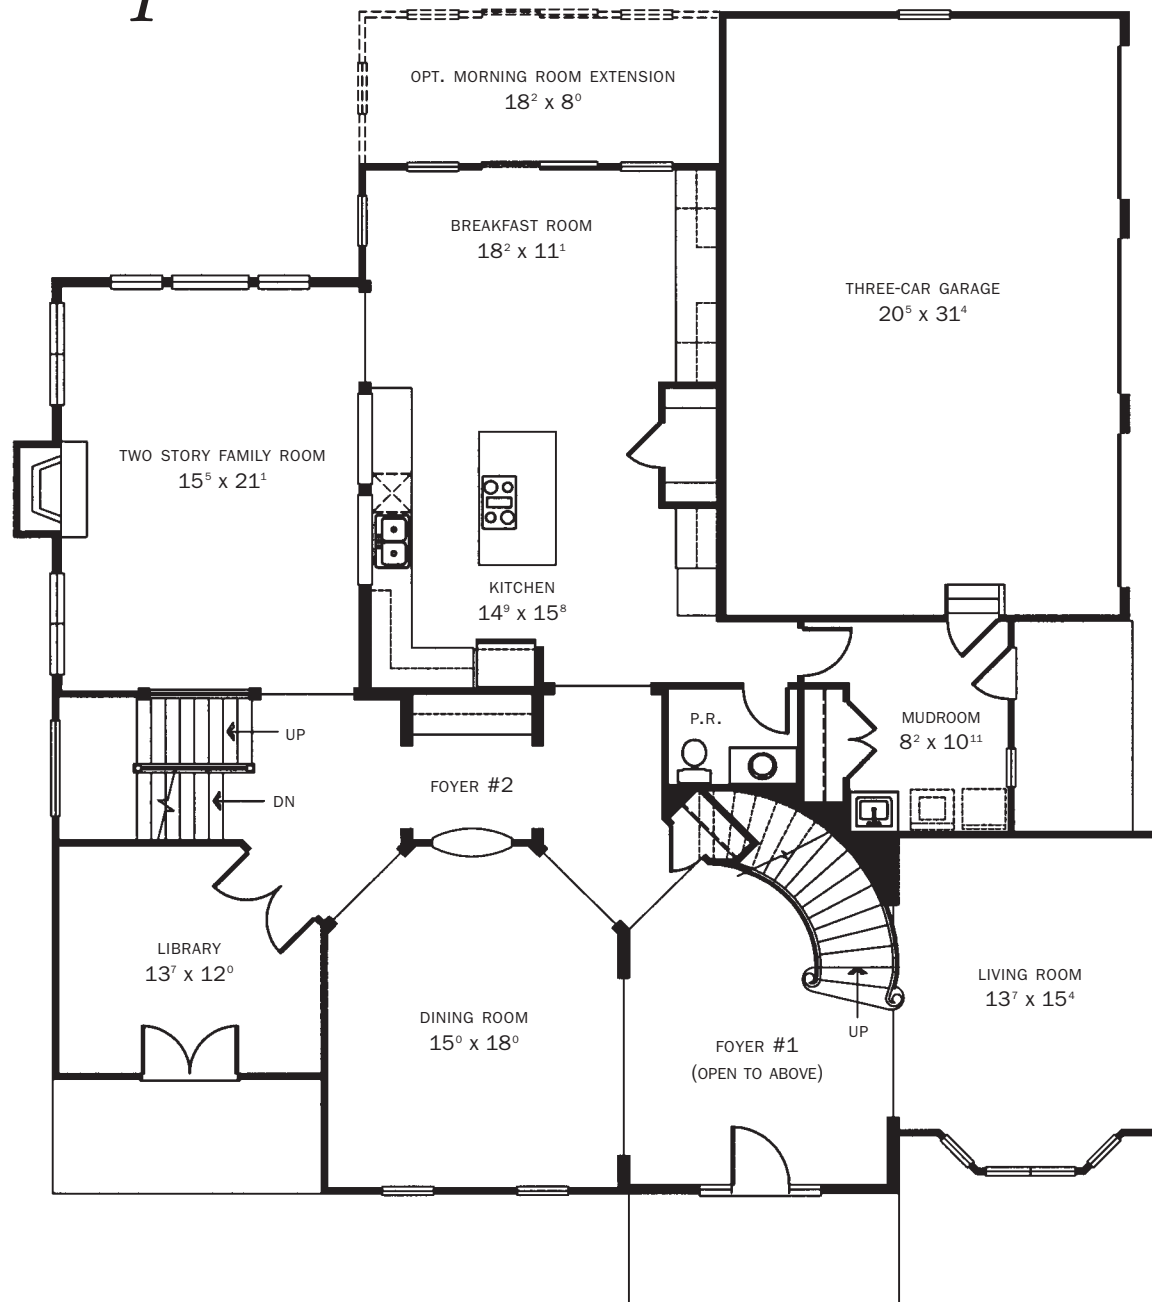 OPT. MORNING ROOM EXTENSION
18² x 8⁰
BREAKFAST ROOM
18² x 11¹
THREE-CAR GARAGE
20⁵ x 31⁴
TWO STORY FAMILY ROOM
15⁵ x 21¹
KITCHEN
14⁹ x 15⁸
UP
DN
FOYER #2
P.R.
MUDROOM
8² x 10¹¹
LIBRARY
13⁷ x 12⁰
DINING ROOM
15⁰ x 18⁰
FOYER #1
(OPEN TO ABOVE)
UP
LIVING ROOM
13⁷ x 15⁴